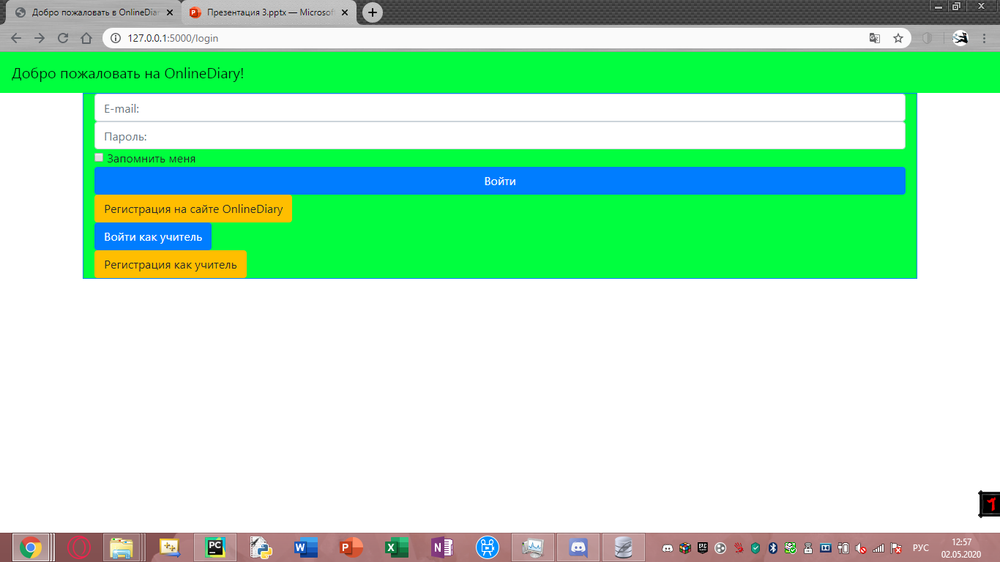 Добро пожаловать в OnlineDiar
Презентация 3.pptx — Microsof
127.0.0.1:5000/login
Добро пожаловать на OnlineDiary!
E-mail:
Пароль:
Запомнить меня
Войти
Регистрация на сайте OnlineDiary
Войти как учитель
Регистрация как учитель
РУС
12:57
02.05.2020